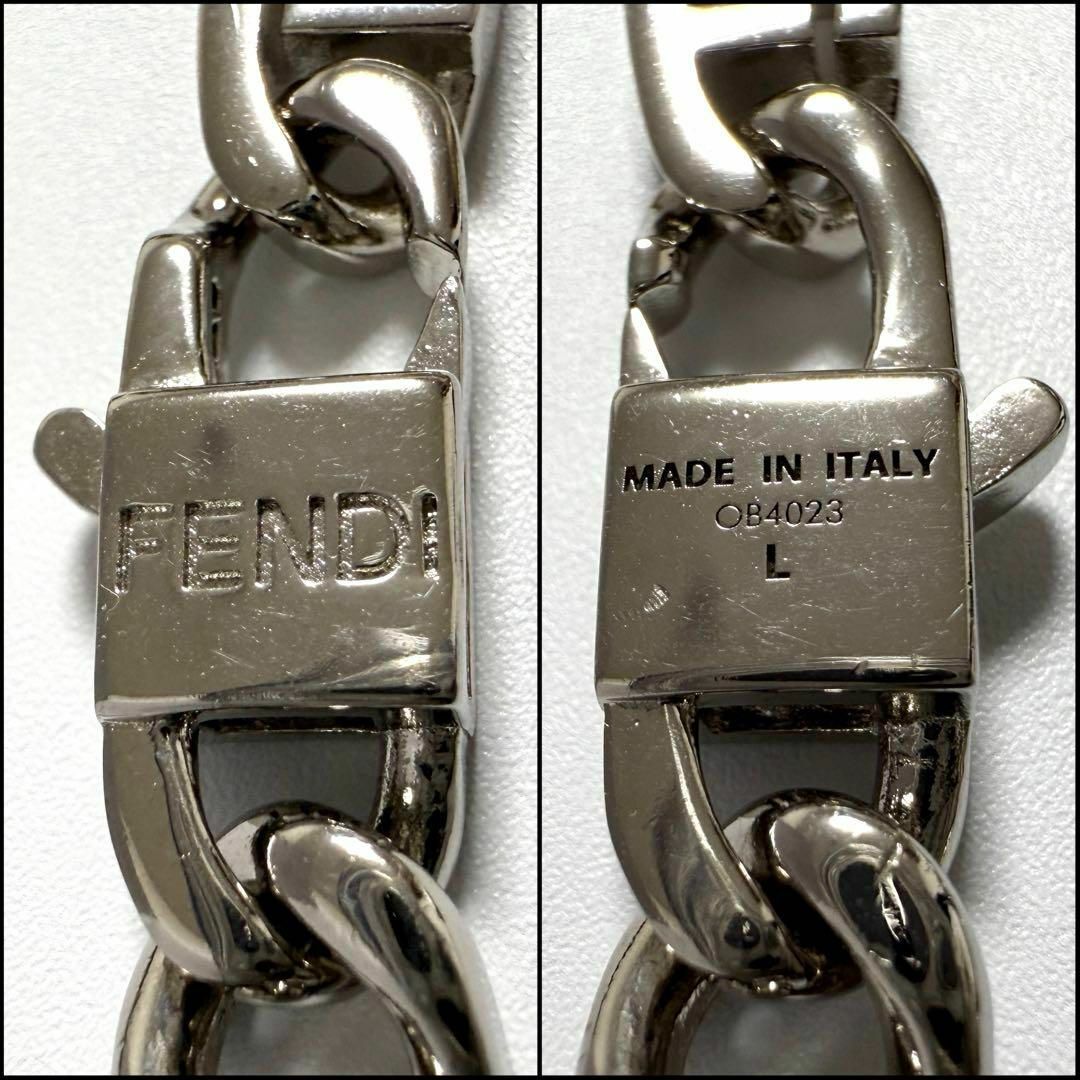 FENDI
MADE IN ITALY
OB4023
L